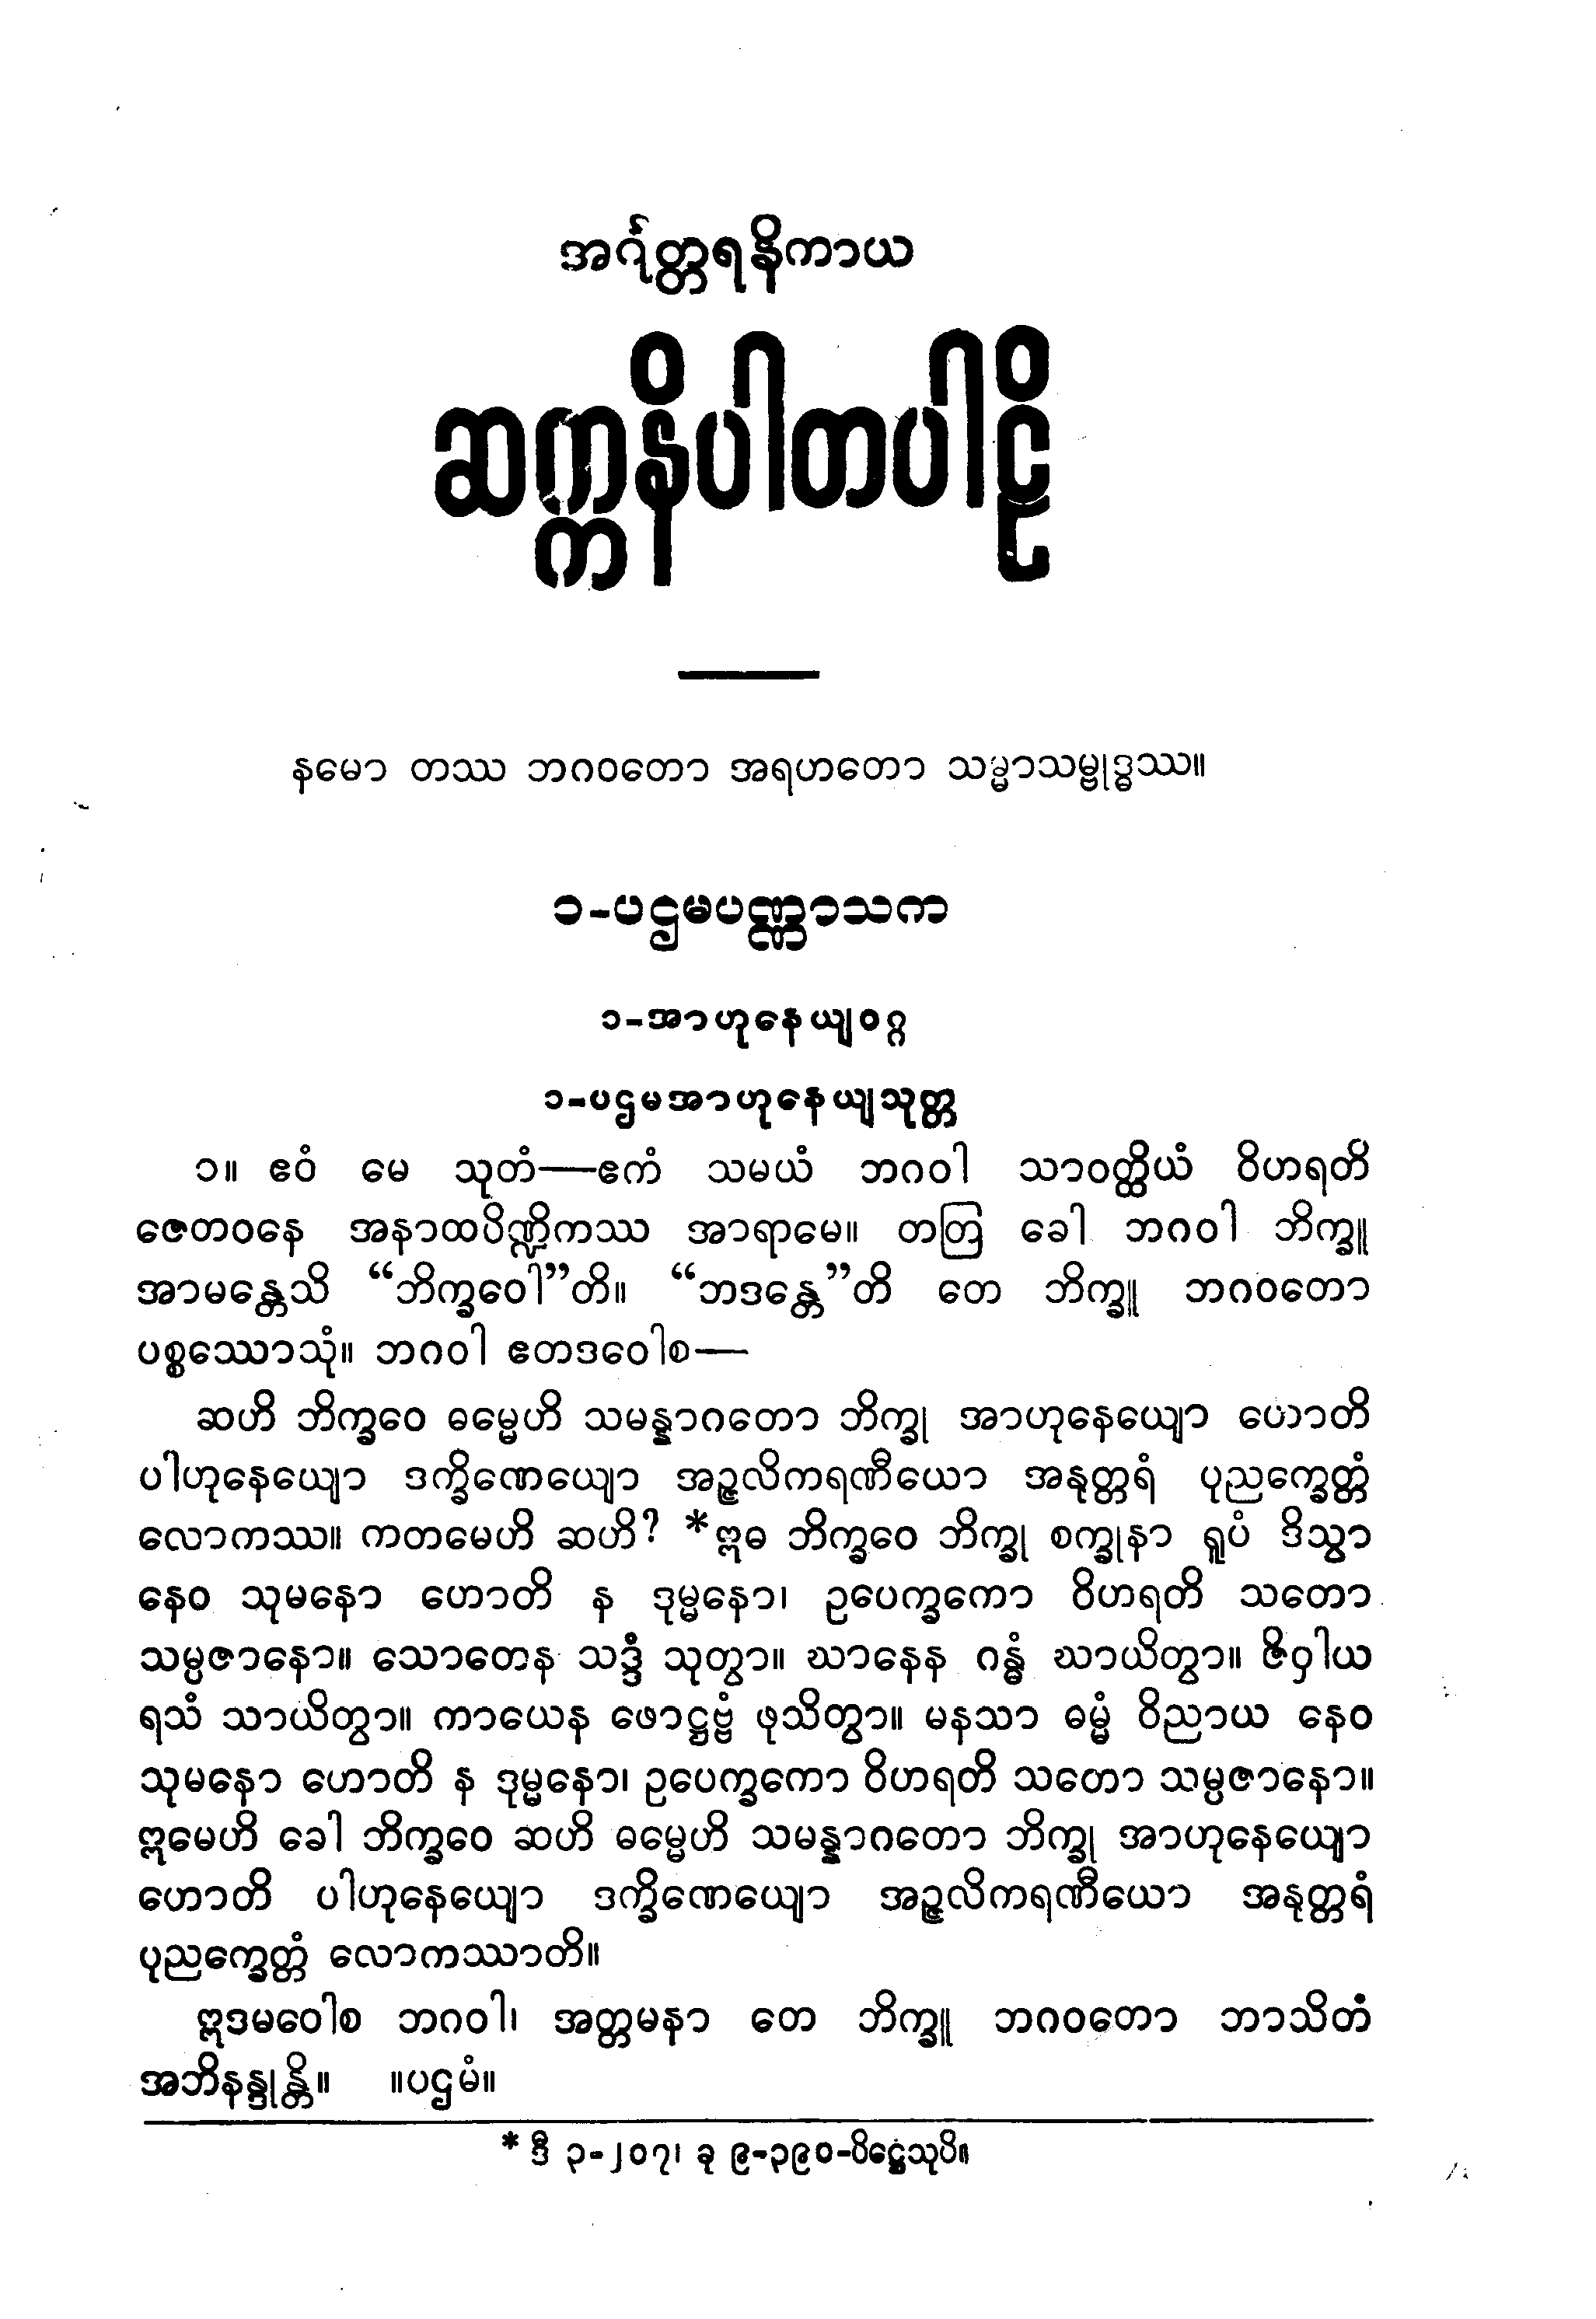 အင်္ဂုတ္တရနိကာယ
ဆက္ကနိပါတပါဠိ
နမော တဿ ဘဂဝတော အရဟတော သမ္မာသမ္ဗုဒ္ဓဿ။
၁-ပဌမပဏ္ဏာသက
၁-အာဟုနေယျဝဂ္ဂ
၁-ပဌမအာဟုနေယျသုတ္တ
၁။ ဧဝံ မေ သုတံ—ဧကံ သမယံ ဘဂဝါ သာဝတ္ထိယံ ဝိဟရတိ
ဇေတဝနေ အနာထပိဏ္ဍိကဿ အာရာမေ။ တတြ ခေါ ဘဂဝါ ဘိက္ခူ
အာမန္တေသိ “ဘိက္ခဝေါ”တိ။ “ဘဒန္တေ”တိ တေ ဘိက္ခူ ဘဂဝတော
ပစ္စဿောသုံ။ ဘဂဝါ ဧတဒဝေါစ—
ဆဟိ ဘိက္ခဝေ ဓမ္မေဟိ သမန္နာဂတော ဘိက္ခု အာဟုနေယျော ဟောတိ
ပါဟုနေယျော ဒက္ခိဏေယျော အဉ္ဇလိကရဏီယော အနုတ္တရံ ပုညက္ခေတ္တံ
လောကဿ။ ကတမေဟိ ဆဟိ? *ဣဓ ဘိက္ခဝေ ဘိက္ခု စက္ခုနာ ရူပံ ဒိသွာ
နေဝ သုမနော ဟောတိ န ဒုမ္မနော၊ ဥပေက္ခကော ဝိဟရတိ သတော
သမ္ပဇာနော။ သောတေန သဒ္ဒံ သုတွာ။ ဃာနေန ဂန္ဓံ ဃာယိတွာ။ ဇိဝှါယ
ရသံ သာယိတွာ။ ကာယေန ဖောဋ္ဌဗ္ဗံ ဖုသိတွာ။ မနသာ ဓမ္မံ ဝိညာယ နေဝ
သုမနော ဟောတိ န ဒုမ္မနော၊ ဥပေက္ခကော ဝိဟရတိ သတော သမ္ပဇာနော။
ဣမေဟိ ခေါ ဘိက္ခဝေ ဆဟိ ဓမ္မေဟိ သမန္နာဂတော ဘိက္ခု အာဟုနေယျော
ဟောတိ ပါဟုနေယျော ဒက္ခိဏေယျော အဉ္ဇလိကရဏီယော အနုတ္တရံ
ပုညက္ခေတ္တံ လောကဿာတိ။
ဣဒမဝေါစ ဘဂဝါ၊ အတ္တမနာ တေ ဘိက္ခူ ဘဂဝတော ဘာသိတံ
အဘိနန္ဒုန္တိ။ ။ပဌမံ။
* ဒီ ၃-၂၀၇၊ ခု ၉-၃၉၀-ပိဋ္ဌေသုပိ။